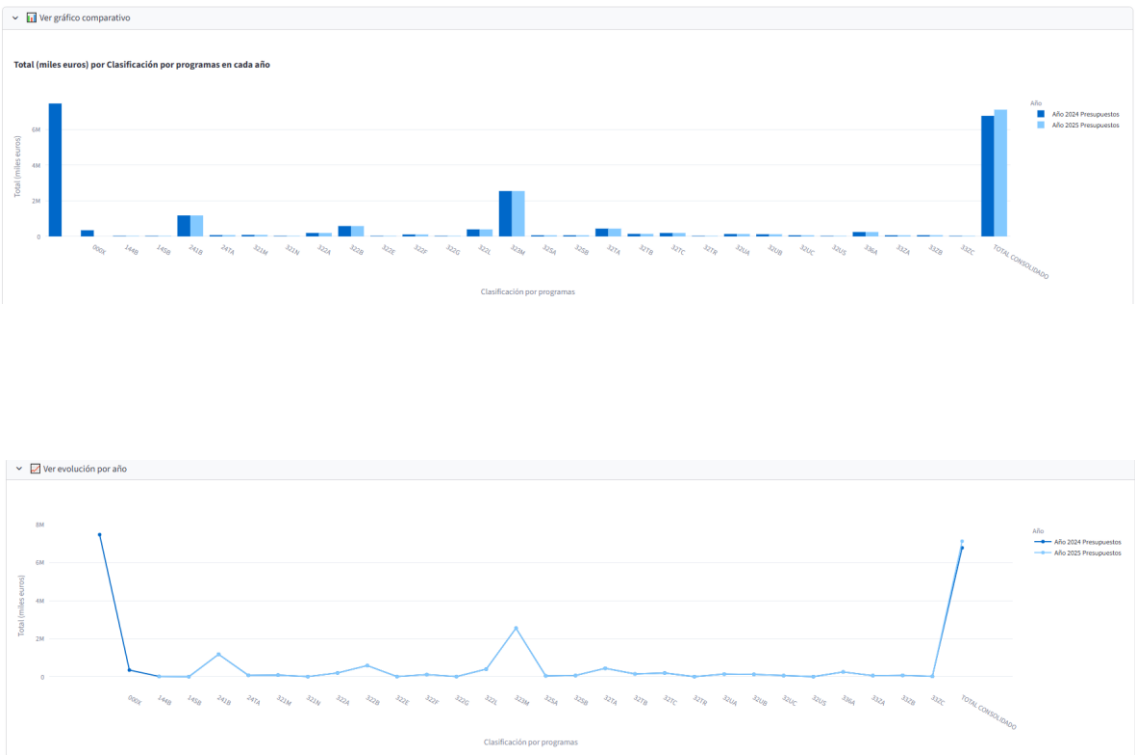 Ver gráfico comparativo
Total (miles euros) por Clasificación por programas en cada año
Año
Año 2024 Presupuestos
Año 2025 Presupuestos
Total (miles euros)
6M
4M
2M
0
000X 144B 145B 241B 24TA 321M 321N 322A 322B 322E 322F 322G 322L 323M 325A 325B 32TA 32TB 32TC 32TR 32UA 32UB 32UC 32US 336A 33ZA 33ZB 33ZC TOTAL CONSOLIDADO
Clasificación por programas
Ver evolución por año
Año
Año 2024 Presupuestos
Año 2025 Presupuestos
Total (miles euros)
8M
6M
4M
2M
0
000X 144B 145B 241B 24TA 321M 321N 322A 322B 322E 322F 322G 322L 323M 325A 325B 32TA 32TB 32TC 32TR 32UA 32UB 32UC 32US 336A 33ZA 33ZB 33ZC TOTAL CONSOLIDADO
Clasificación por programas